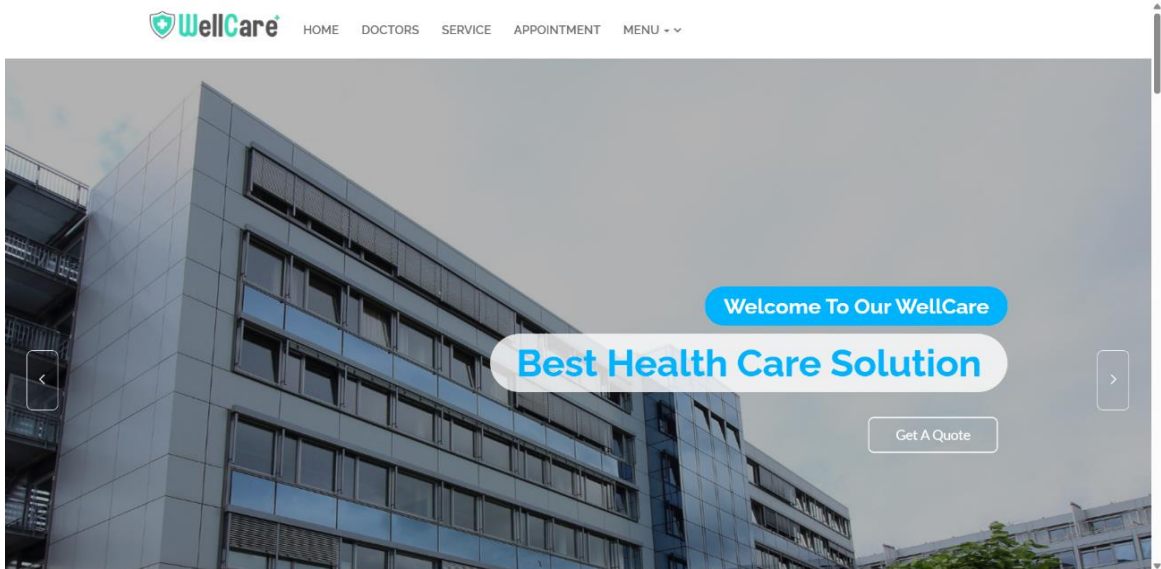 WellCare
HOME DOCTORS SERVICE APPOINTMENT MENU
Welcome To Our WellCare
Best Health Care Solution
Get A Quote